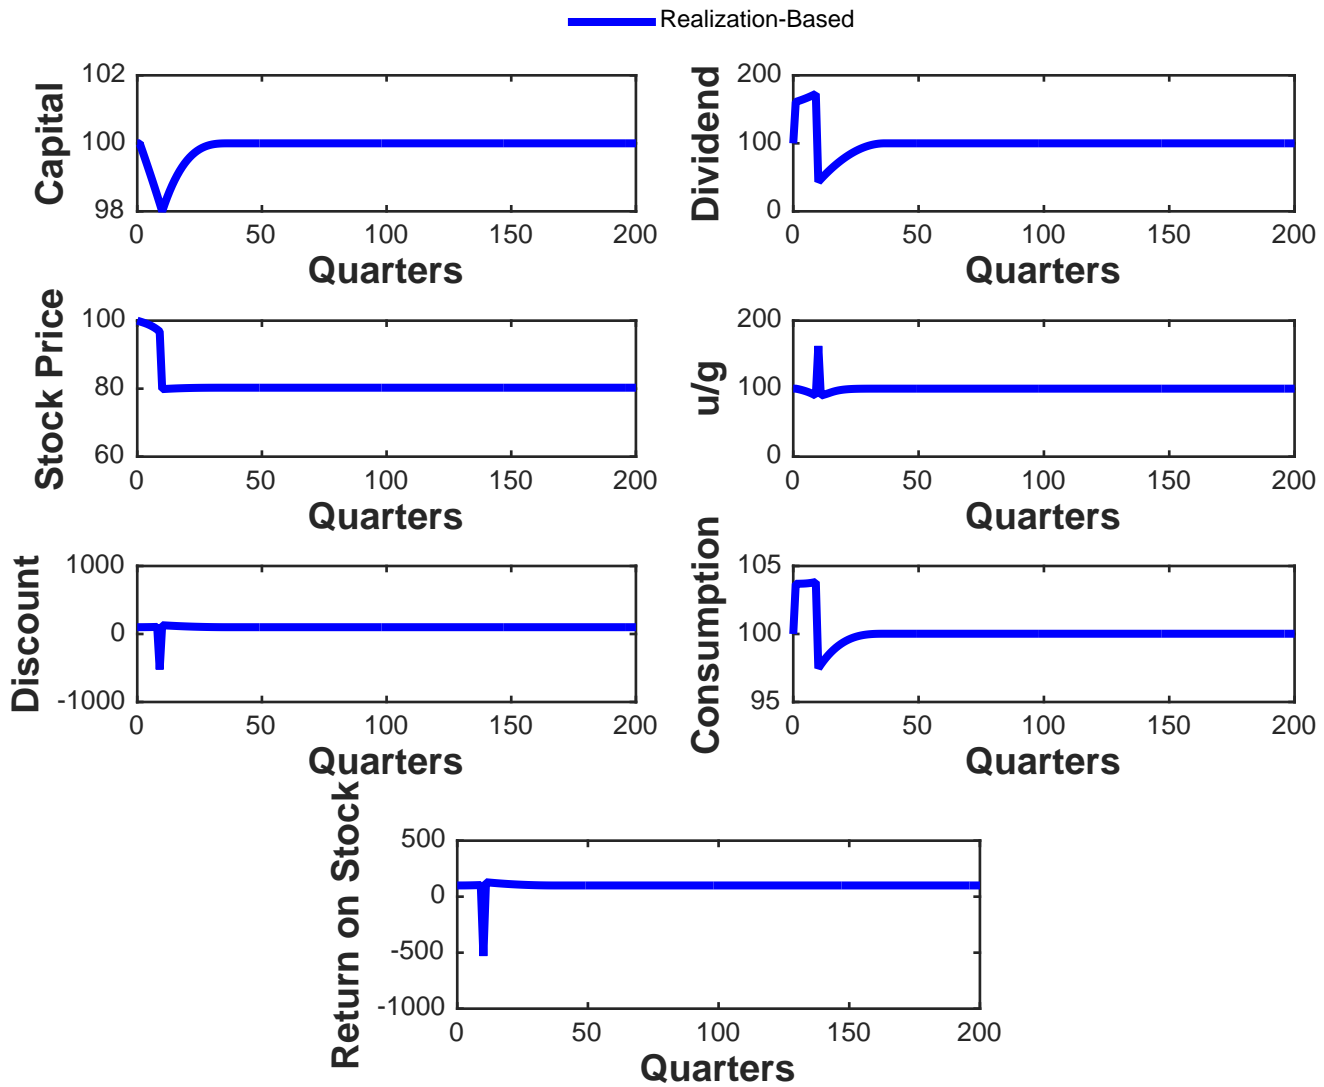 Realization-Based
Capital
102
100
98
0 50 100 150 200
Quarters
Dividend
200
100
0
0 50 100 150 200
Quarters
Stock Price
100
80
60
0 50 100 150 200
Quarters
u/g
200
100
0
0 50 100 150 200
Quarters
Discount
1000
0
-1000
0 50 100 150 200
Quarters
Consumption
105
100
95
0 50 100 150 200
Quarters
Return on Stock
500
0
-500
-1000
0 50 100 150 200
Quarters